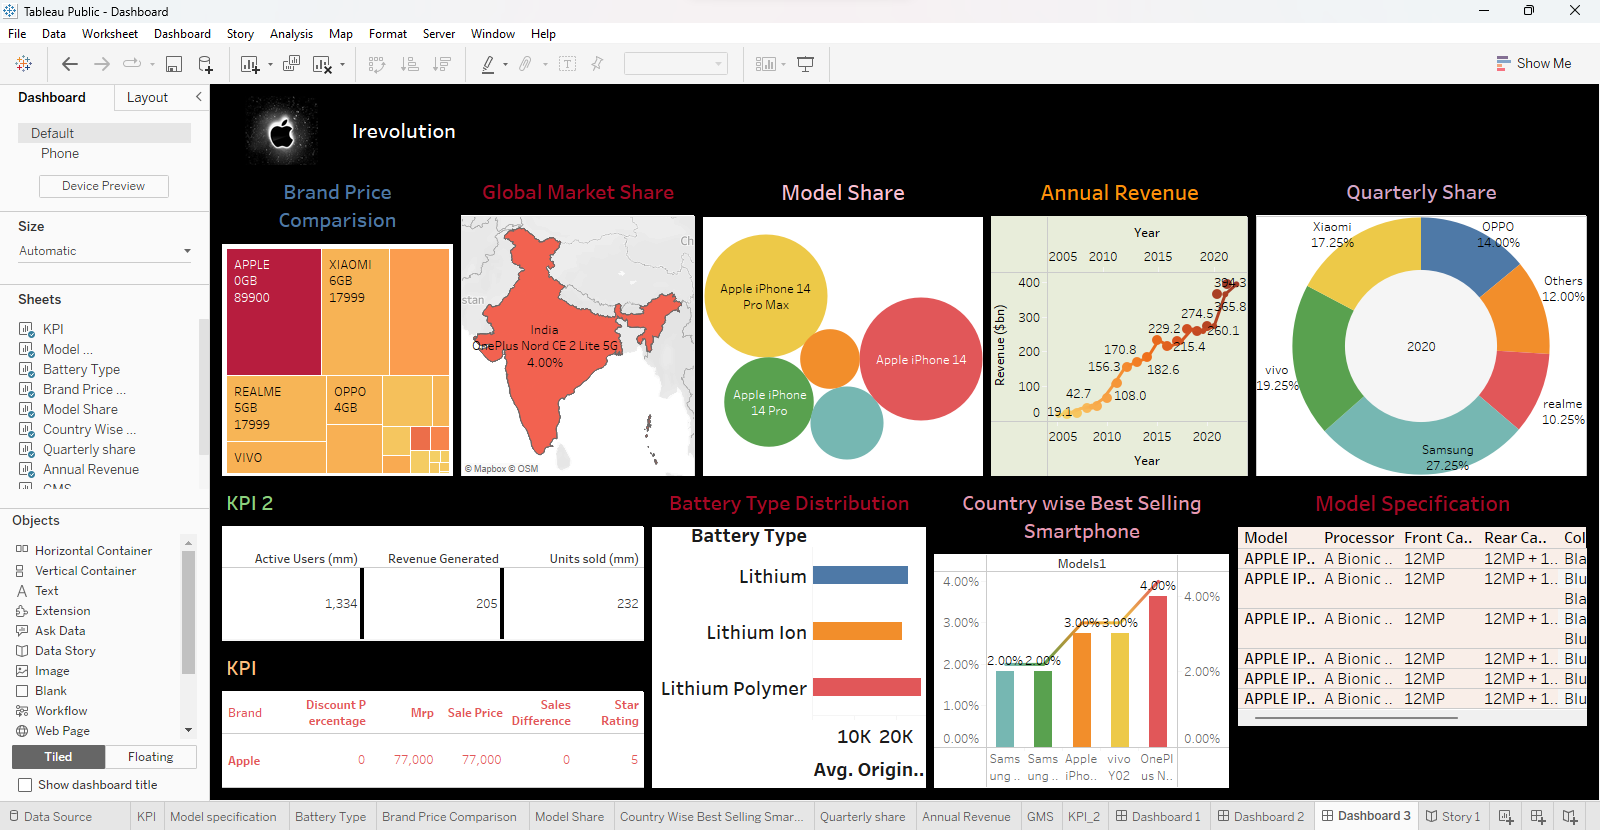 Tableau Public - Dashboard
File Data Worksheet Dashboard Story Analysis Map Format Server Window Help
Show Me
Dashboard Layout
Default
Phone
Device Preview
Size
Automatic
Sheets
KPI
Model ...
Battery Type
Brand Price ...
Model Share
Country Wise ...
Quarterly share
Annual Revenue
GMS
Objects
Horizontal Container
Vertical Container
Text
Extension
Ask Data
Data Story
Image
Blank
Workflow
Web Page
Tiled Floating
Show dashboard title
Irevolution
Brand Price
Comparision
APPLE
0GB
89900
XIAOMI
6GB
17999
REALME
5GB
17999
OPPO
4GB
VIVO
Global Market Share
stan
Ch
India
OnePlus Nord CE 2 Lite 5G
4.00%
© Mapbox © OSM
Model Share
Apple iPhone 14
Pro Max
Apple iPhone 14
Apple iPhone
14 Pro
Annual Revenue
Year
2005 2010 2015 2020
Revenue ($bn)
400
300
200
100
0
394.3
365.8
274.5
260.1
229.2
215.4
170.8
182.6
156.3
108.0
42.7
19.1
2005 2010 2015 2020
Year
Quarterly Share
Xiaomi
17.25%
OPPO
14.00%
Others
12.00%
2020
vivo
19.25%
realme
10.25%
Samsung
27.25%
KPI 2
Active Users (mm) Revenue Generated Units sold (mm)
1,334 205 232
KPI
Brand Discount P
ercentage Mrp Sale Price Sales
Difference Star
Rating
Apple 0 77,000 77,000 0 5
Battery Type Distribution
Battery Type
Lithium
Lithium Ion
Lithium Polymer
10K 20K
Avg. Origin..
Country wise Best Selling
Smartphone
Models1
4.00%
3.00%
2.00%
1.00%
0.00%
2.00% 2.00% 3.00% 3.00% 4.00%
4.00%
2.00%
0.00%
Sams
ung ..
Sams
ung ..
Apple
iPho..
vivo
Y02
OnePl
us N..
Model Specification
Model Processor Front Ca.. Rear Ca.. Col
APPLE IP.. A Bionic .. 12MP 12MP + 1.. Bla
APPLE IP.. A Bionic .. 12MP 12MP + 1.. Blu
Bla
APPLE IP.. A Bionic .. 12MP 12MP + 1.. Bla
Blu
APPLE IP.. A Bionic .. 12MP 12MP + 1.. Blu
APPLE IP.. A Bionic .. 12MP 12MP + 1.. Blu
APPLE IP.. A Bionic .. 12MP 12MP + 1.. Blu
Data Source KPI Model specification Battery Type Brand Price Comparison Model Share Country Wise Best Selling Smar... Quarterly share Annual Revenue GMS KPI_2 Dashboard 1 Dashboard 2 Dashboard 3 Story 1